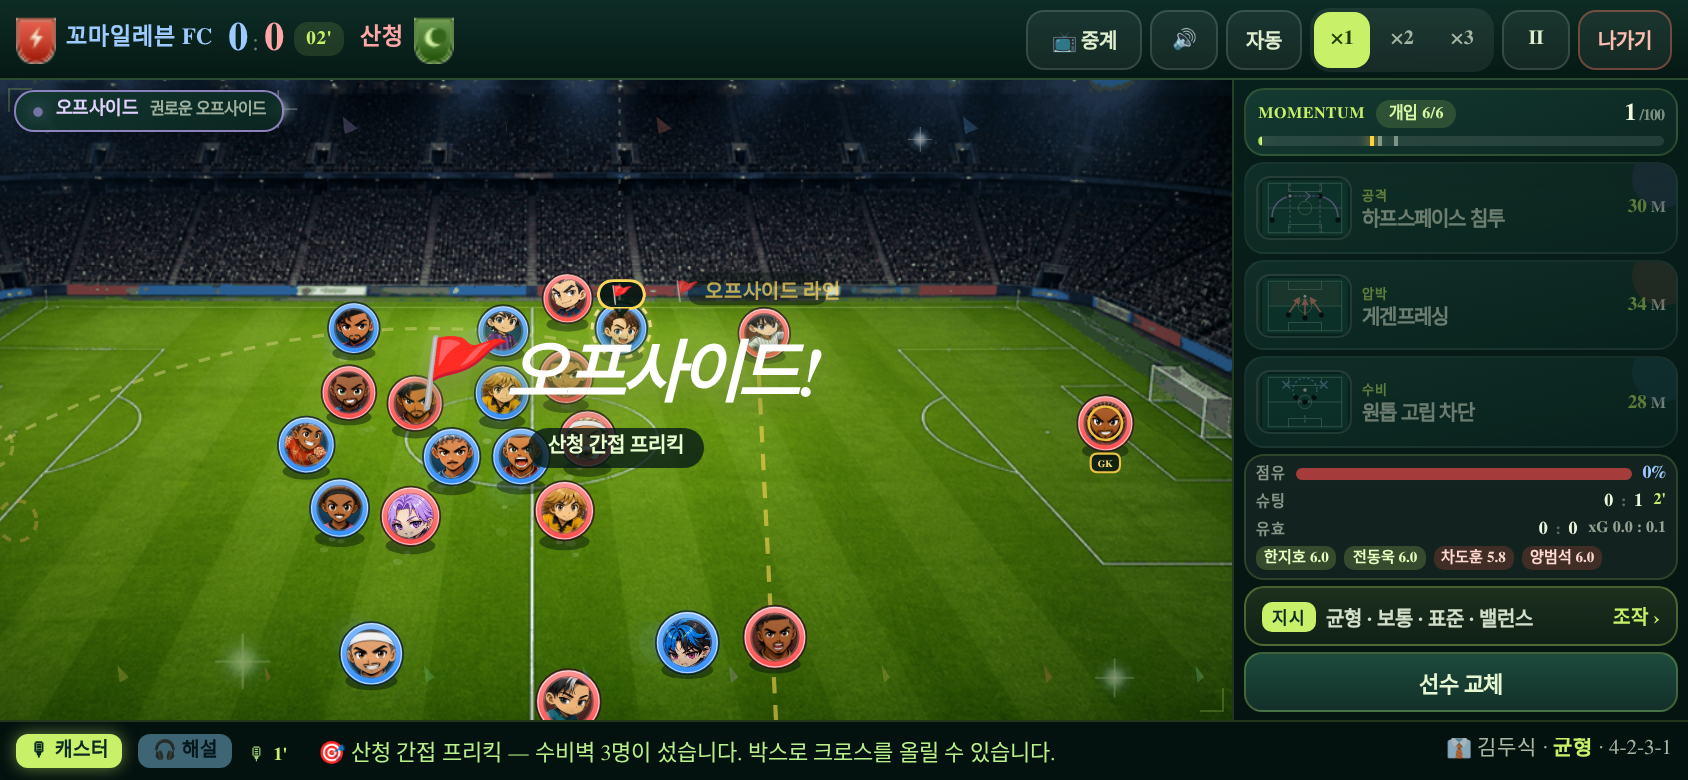 꼬마일레븐 FC 0 : 0 02' 산청
📺 중계 🔊 자동 ×1 ×2 ×3 II 나가기
오프사이드 권로운 오프사이드
🚩 오프사이드 라인
오프사이드!
산청 간접 프리킥
GK
MOMENTUM 개입 6/6 1 /100
공격
하프스페이스 침투 30 M
압박
게겐프레싱 34 M
수비
원톱 고립 차단 28 M
점유 0%
슈팅 0 : 1 2'
유효 0 : 0 xG 0.0 : 0.1
한지호 6.0 전동욱 6.0 차도훈 5.8 양범석 6.0
지시 균형 · 보통 · 표준 · 밸런스 조작 ›
선수 교체
🎙 캐스터 🎧 해설 🎙 1' 🎯 산청 간접 프리킥 — 수비벽 3명이 섰습니다. 박스로 크로스를 올릴 수 있습니다.
👔 김두식 · 균형 · 4-2-3-1